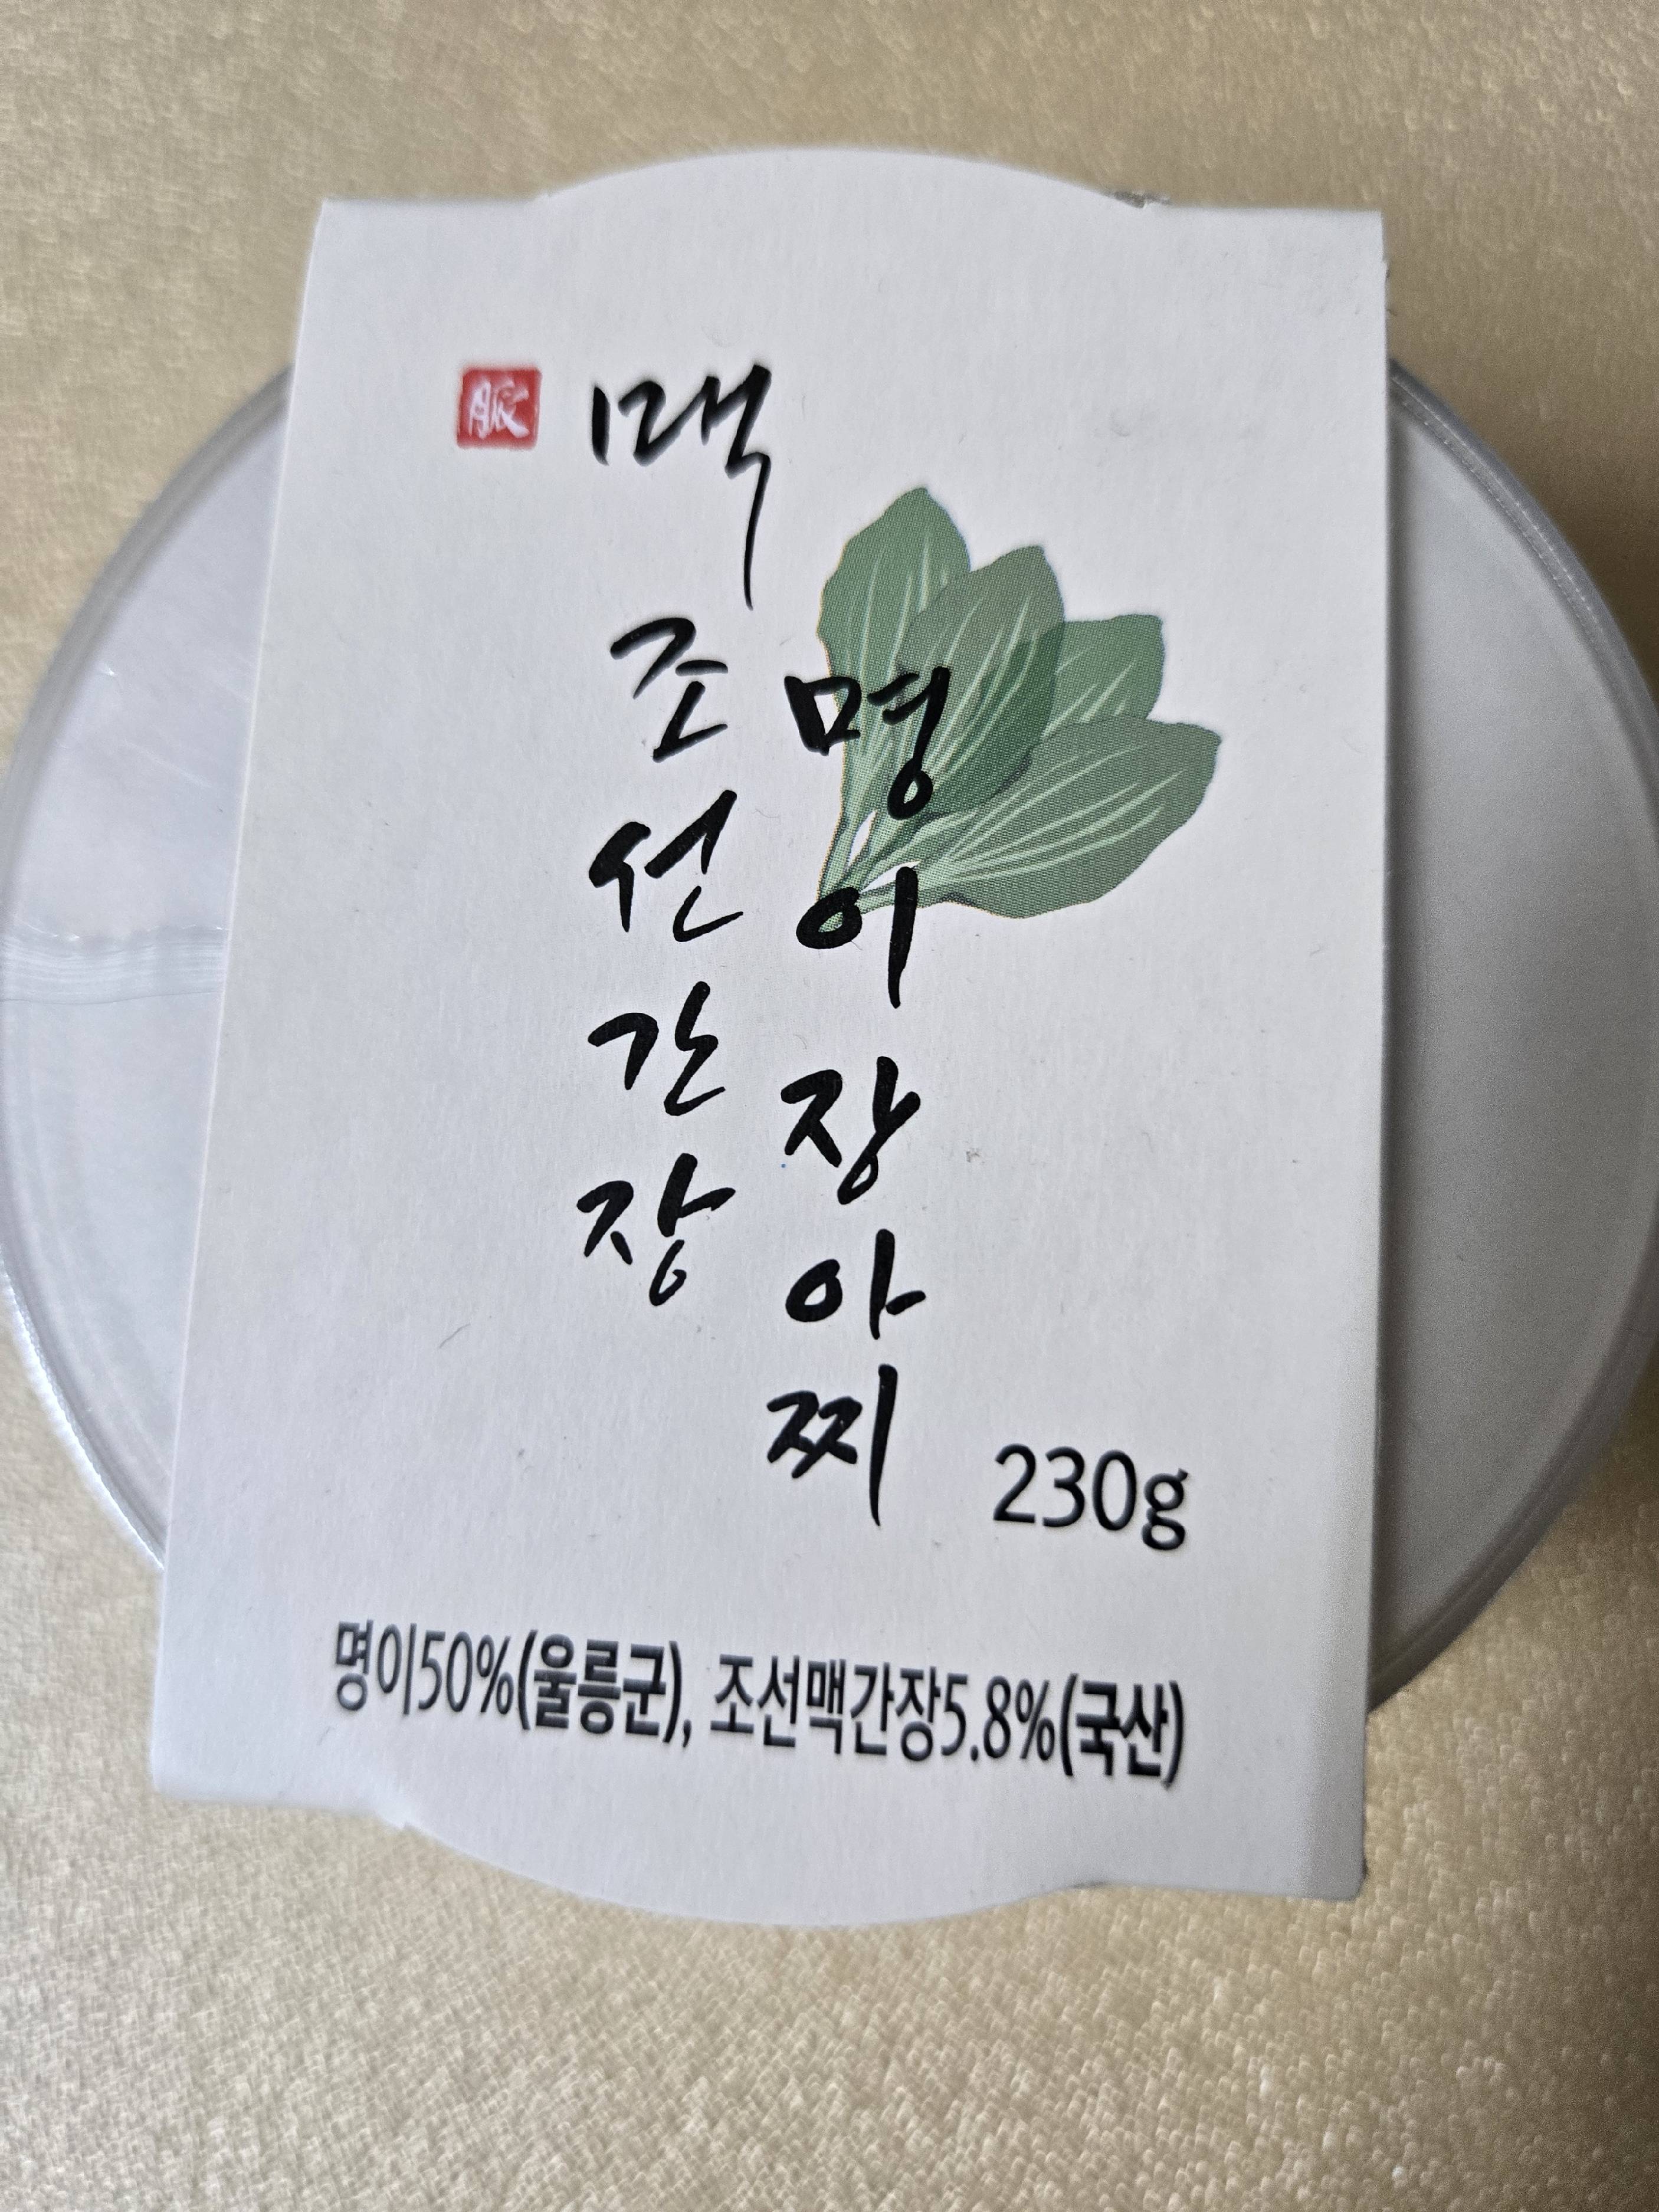 脈
맥
조선간장
명이장아찌
230g
명이50%(울릉군), 조선맥간장5.8%(국산)